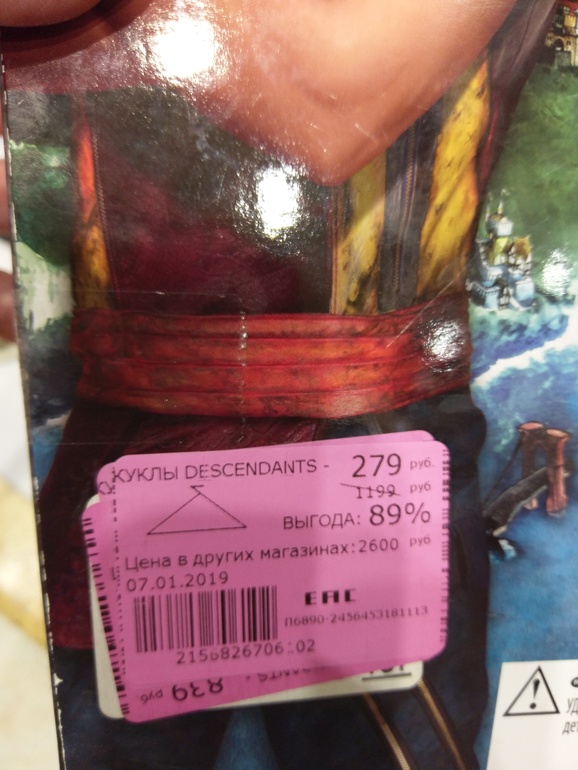 КУКЛЫ DESCENDANTS - 279 руб.
1199 руб
ВЫГОДА: 89%
Цена в других магазинах: 2600 руб
07.01.2019
EAC
П6890-2456453181113
2156826706102
839 руб.